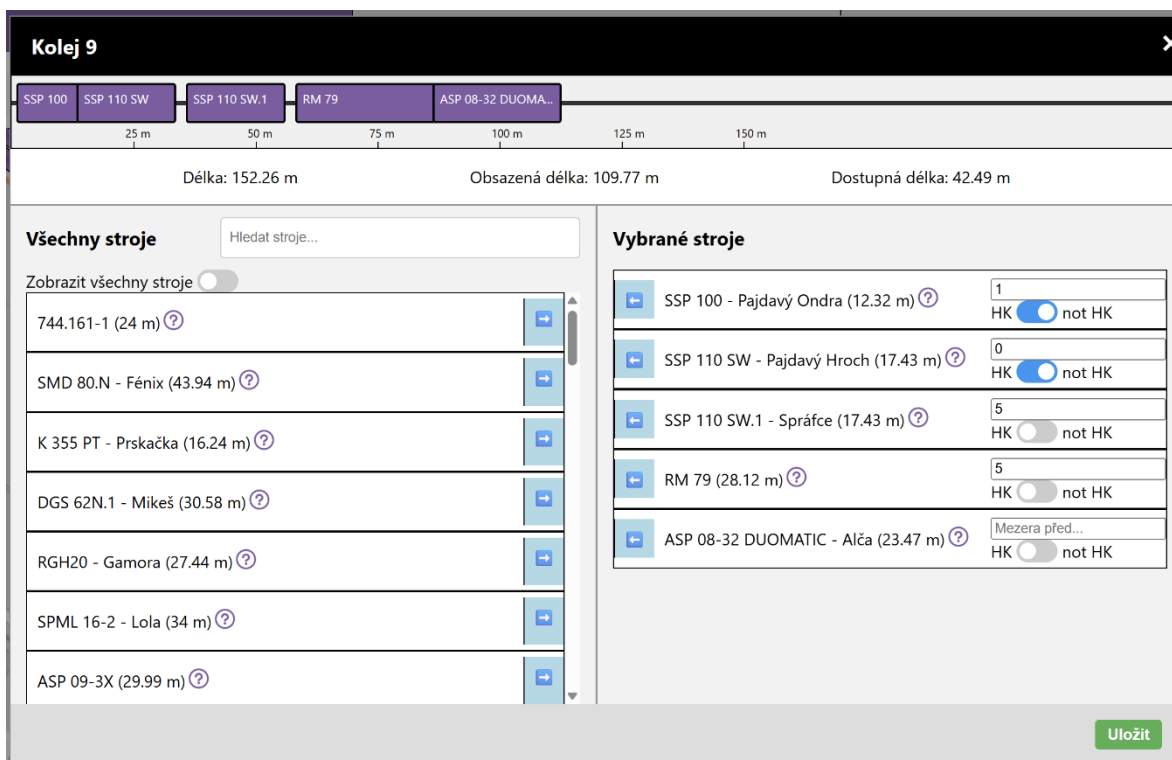 Kolej 9
SSP 100 SSP 110 SW SSP 110 SW.1 RM 79 ASP 08-32 DUOMA...
25 m 50 m 75 m 100 m 125 m 150 m
Délka: 152.26 m Obsazená délka: 109.77 m Dostupná délka: 42.49 m
Všechny stroje
Hledat stroje...
Zobrazit všechny stroje
744.161-1 (24 m) ?
SMD 80.N - Fénix (43.94 m) ?
K 355 PT - Prskačka (16.24 m) ?
DGS 62N.1 - Mikeš (30.58 m) ?
RGH20 - Gamora (27.44 m) ?
SPML 16-2 - Lola (34 m) ?
ASP 09-3X (29.99 m) ?
Vybrané stroje
SSP 100 - Pajdavý Ondra (12.32 m) ? 1
HK not HK
SSP 110 SW - Pajdavý Hroch (17.43 m) ? 0
HK not HK
SSP 110 SW.1 - Spráfce (17.43 m) ? 5
HK not HK
RM 79 (28.12 m) ? 5
HK not HK
ASP 08-32 DUOMATIC - Alča (23.47 m) ? Mezera před...
HK not HK
Uložit